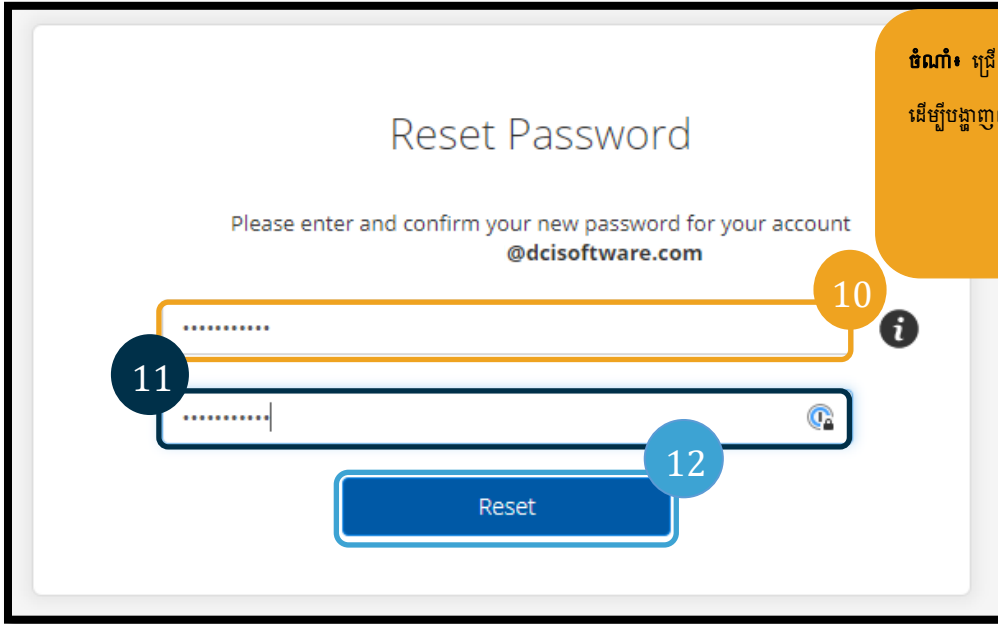 ចំណាំ៖ ជ្រើ
ដើម្បីបង្ហាញ
Reset Password
Please enter and confirm your new password for your account
@dcisoftware.com
10
11
12
Reset